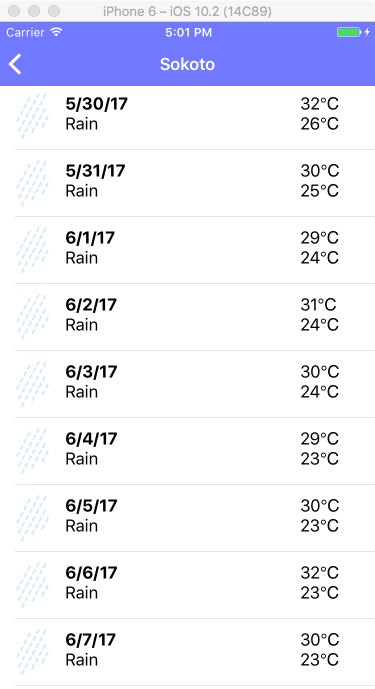 iPhone 6 – iOS 10.2 (14C89)
Carrier 5:01 PM
Sokoto
5/30/17 32°C
Rain 26°C
5/31/17 30°C
Rain 25°C
6/1/17 29°C
Rain 24°C
6/2/17 31°C
Rain 24°C
6/3/17 30°C
Rain 24°C
6/4/17 29°C
Rain 23°C
6/5/17 30°C
Rain 23°C
6/6/17 32°C
Rain 23°C
6/7/17 30°C
Rain 23°C